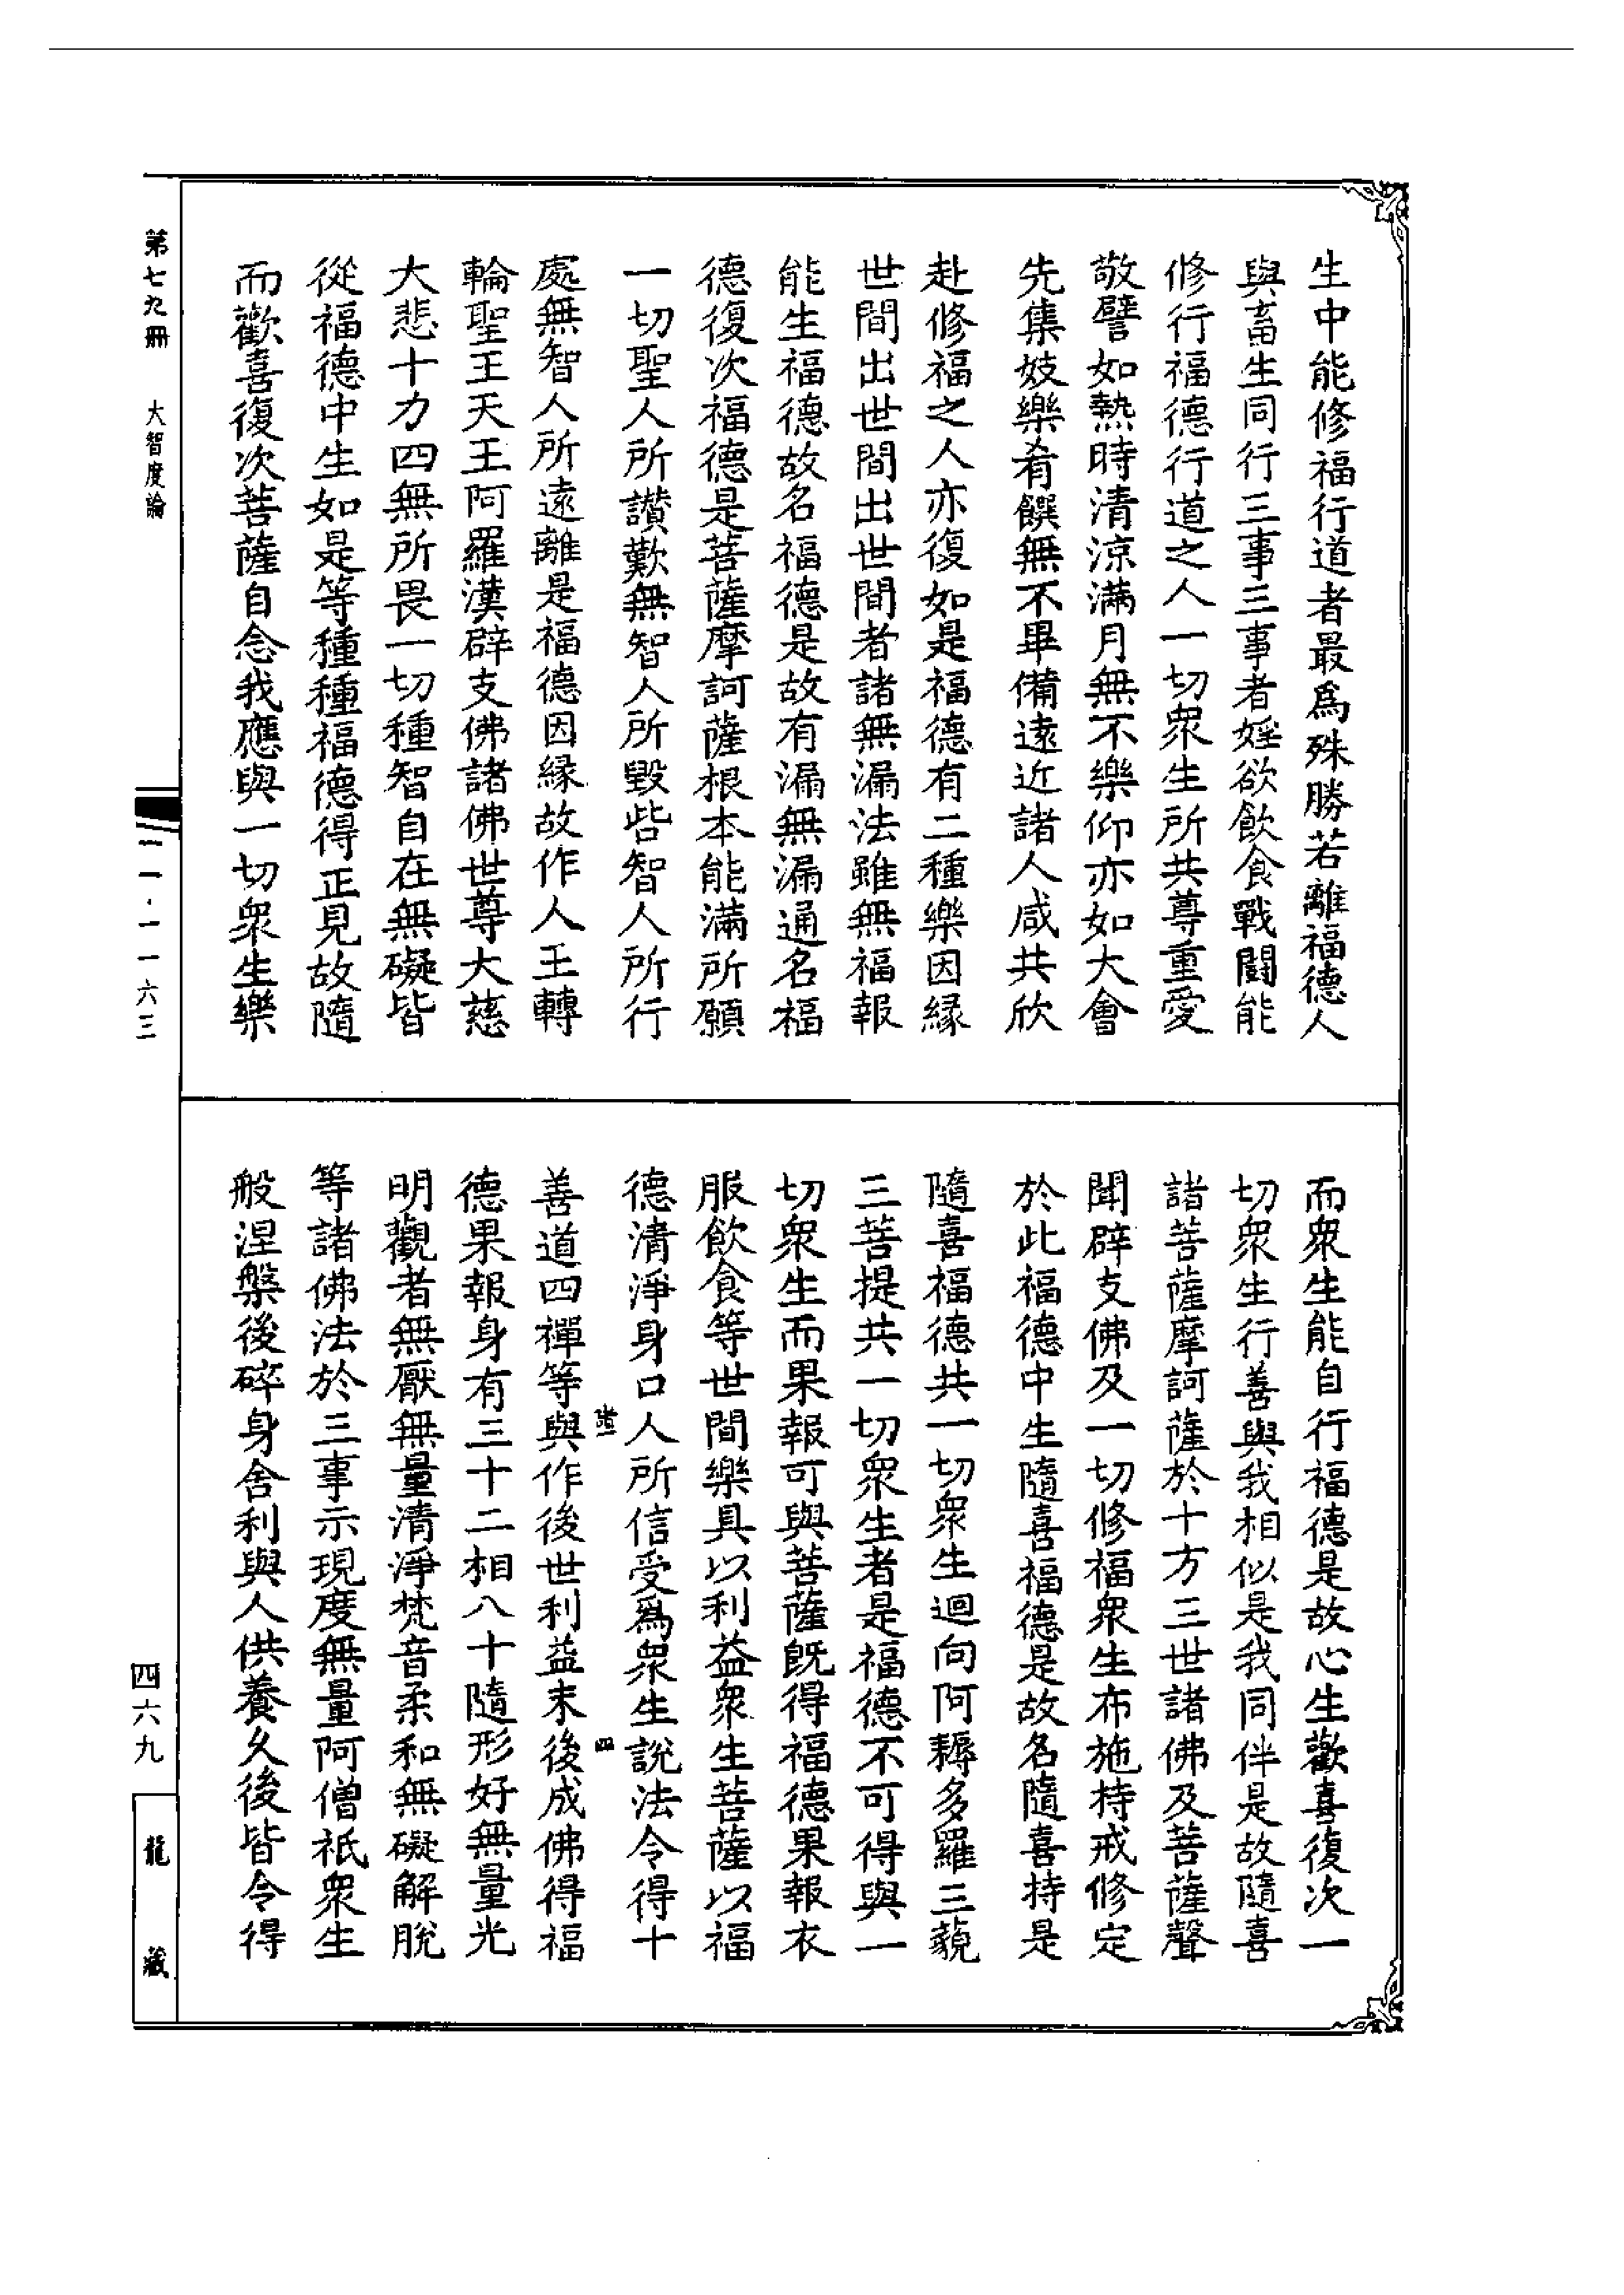 生中能修福行道者最爲殊勝若離福德人
與畜生同行三事三事者婬欲飲食戰鬪能
修行福德行道之人一切衆生所共尊重愛
敬譬如熱時清涼滿月無不樂仰亦如大會
先集妓樂肴饌無不畢備遠近諸人咸共欣
赴修福之人亦復如是福德有二種樂因緣
世間出世間出世間者諸無漏法雖無福報
能生福德故名福德是故有漏無漏通名福
德復次福德是菩薩摩訶薩根本能滿所願
一切聖人所讚歎無智人所毀呰智人所行
處無智人所遠離是福德因緣故作人王轉
輪聖王天王阿羅漢辟支佛諸佛世尊大慈
大悲十力四無所畏一切種智自在無礙皆
從福德中生如是等種種福德得正見故隨
而歡喜復次菩薩自念我應與一切衆生樂
而衆生能自行福德是故心生歡喜復次一
切衆生行善與我相似是我同伴是故隨喜
諸菩薩摩訶薩於十方三世諸佛及菩薩聲
聞辟支佛及一切修福衆生布施持戒修定
於此福德中生隨喜福德是故名隨喜持是
隨喜福德共一切衆生迴向阿耨多羅三藐
三菩提共一切衆生者是福德不可得與一
切衆生而果報可與菩薩既得福德果報衣
服飲食等世間樂具以利益衆生菩薩以福
德清淨身口人所信受爲衆生說法令得十
善道四禪等與作後世利益末後成佛得福
德果報身有三十二相八十隨形好無量光
明觀者無厭無量清淨梵音柔和無礙解脫
等諸佛法於三事示現度無量阿僧祇衆生
般涅槃後碎身舍利與人供養久後皆令得
第七九冊 大智度論
一一·一一六三
四六九
龍藏